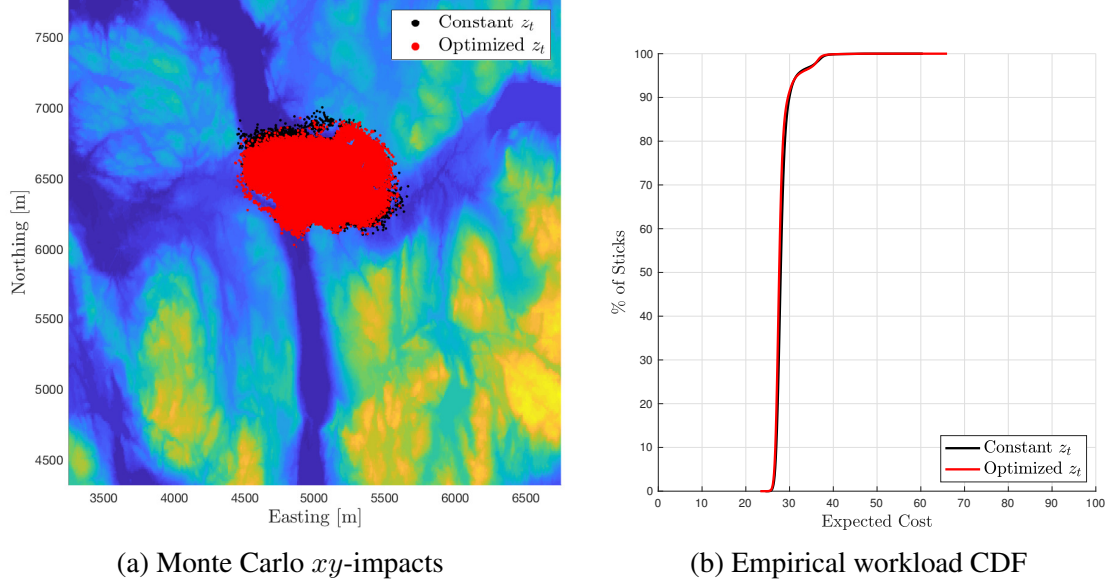 Constant z_t
Optimized z_t
7500
7000
6500
6000
5500
5000
4500
Northing [m]
3500 4000 4500 5000 5500 6000 6500
Easting [m]
(a) Monte Carlo xy-impacts
100
90
80
70
60
50
40
30
20
10
0
% of Sticks
Constant z_t
Optimized z_t
0 10 20 30 40 50 60 70 80 90 100
Expected Cost
(b) Empirical workload CDF